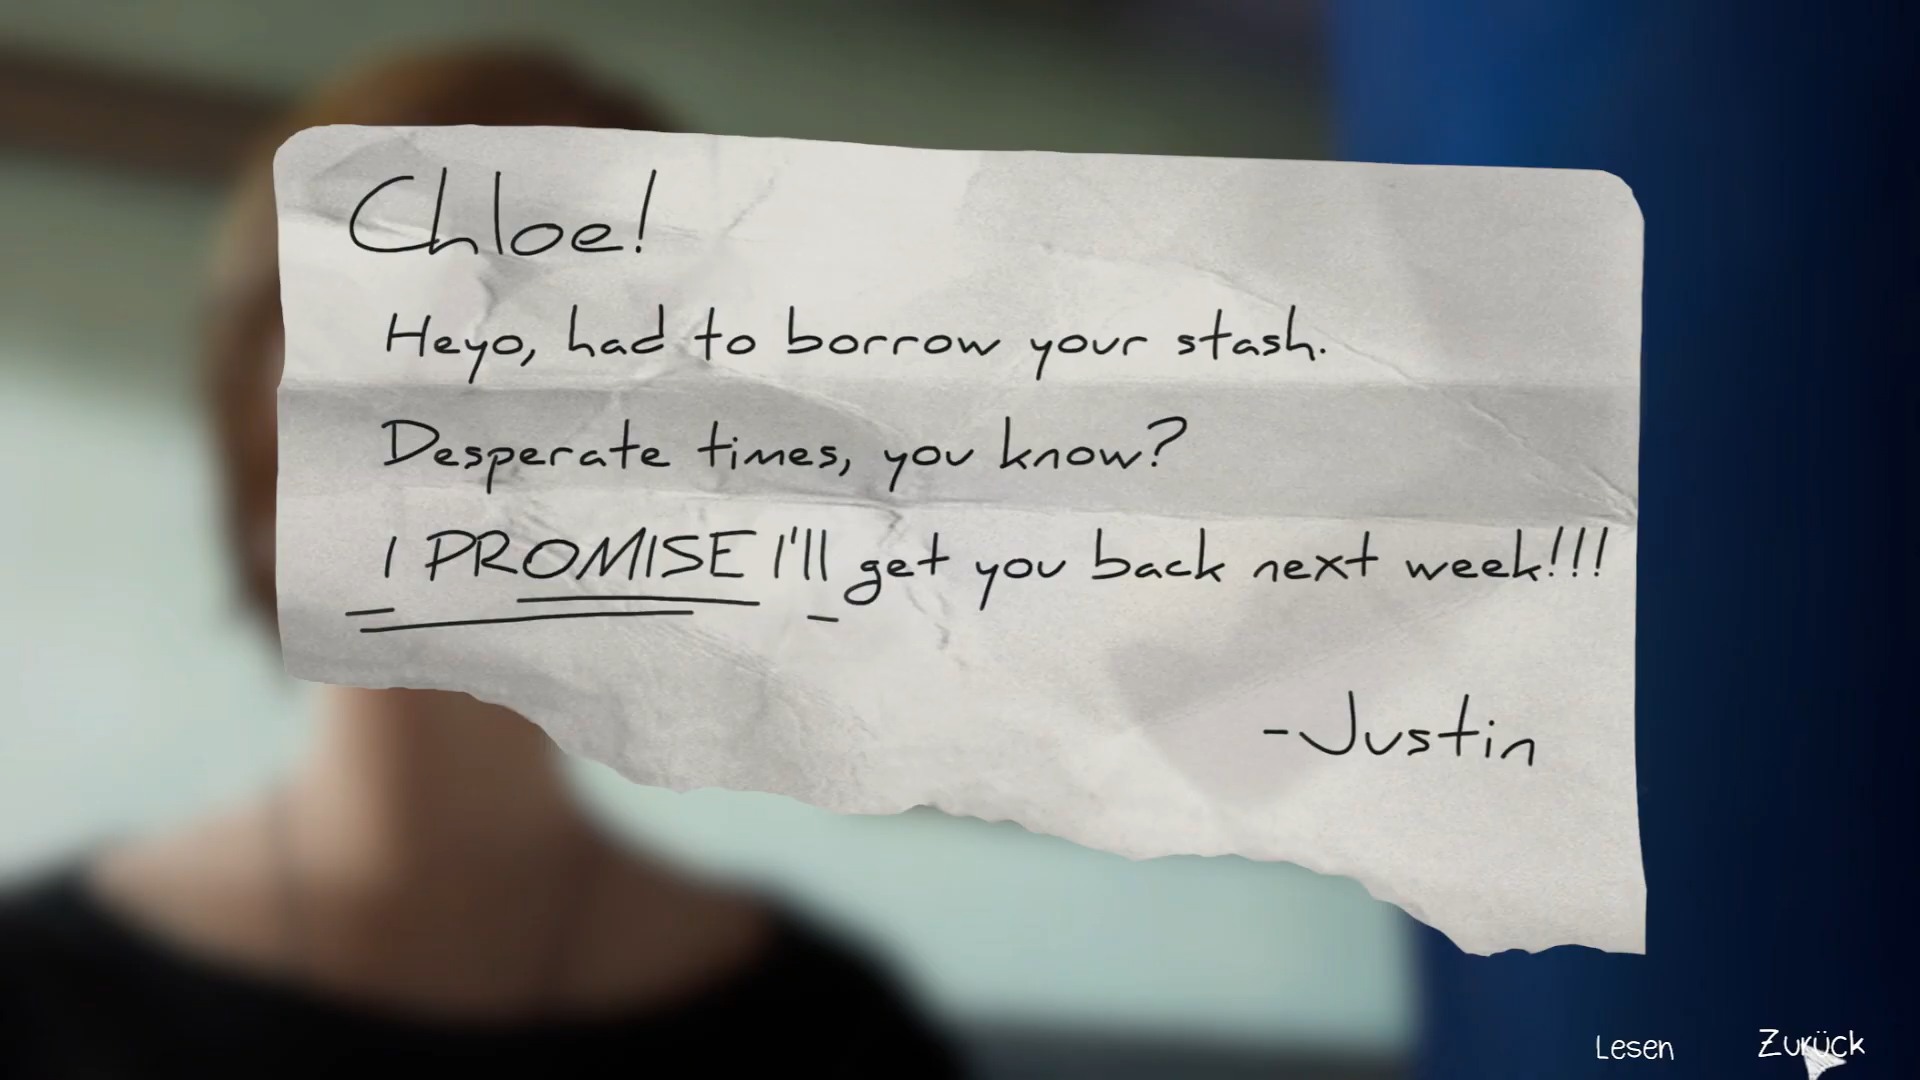 Chloe!
Heyo, had to borrow your stash.
Desperate times, you know?
I PROMISE I'll get you back next week!!!
-Justin
Lesen Zurück